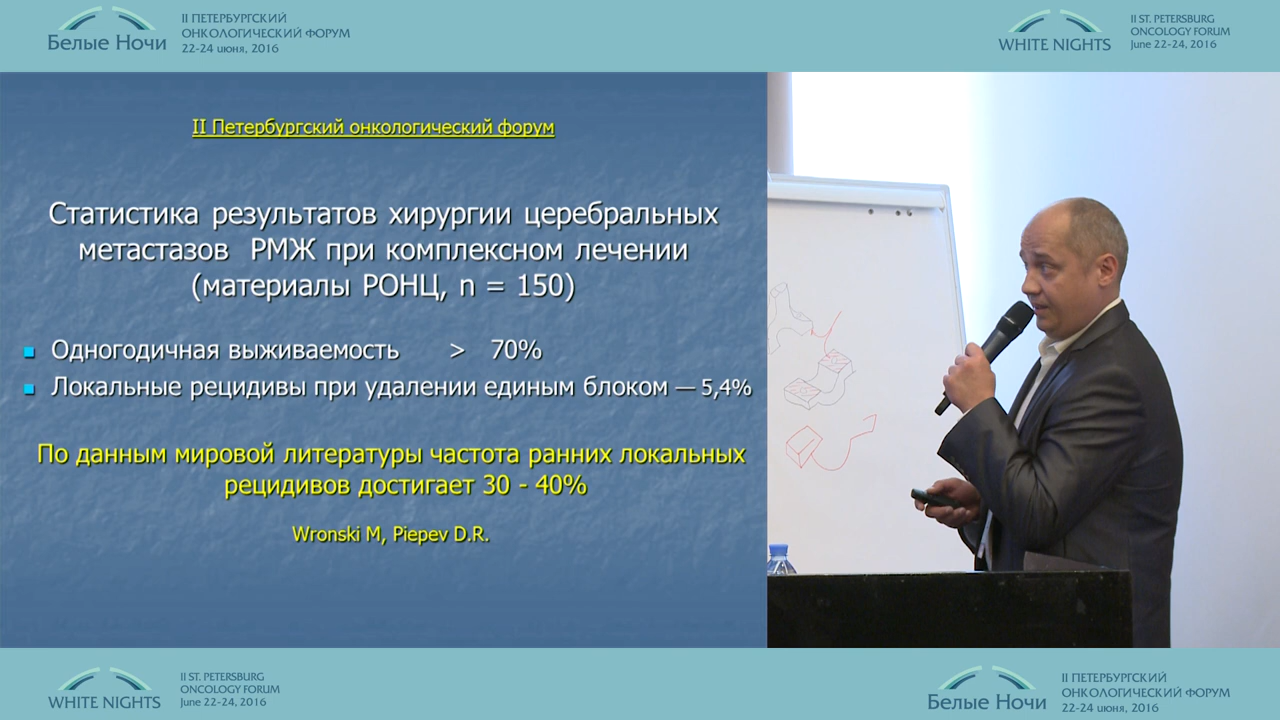 Белые Ночи
II ПЕТЕРБУРГСКИЙ
ОНКОЛОГИЧЕСКИЙ ФОРУМ
22-24 июня, 2016
WHITE NIGHTS
II ST. PETERSBURG
ONCOLOGY FORUM
June 22-24, 2016
II Петербургский онкологический форум
Статистика результатов хирургии церебральных
метастазов РМЖ при комплексном лечении
(материалы РОНЦ, n = 150)
Одногодичная выживаемость > 70%
Локальные рецидивы при удалении единым блоком — 5,4%
По данным мировой литературы частота ранних локальных
рецидивов достигает 30 - 40%
Wronski M, Piepev D.R.
WHITE NIGHTS
II ST. PETERSBURG
ONCOLOGY FORUM
June 22-24, 2016
Белые Ночи
II ПЕТЕРБУРГСКИЙ
ОНКОЛОГИЧЕСКИЙ ФОРУМ
22-24 июня, 2016